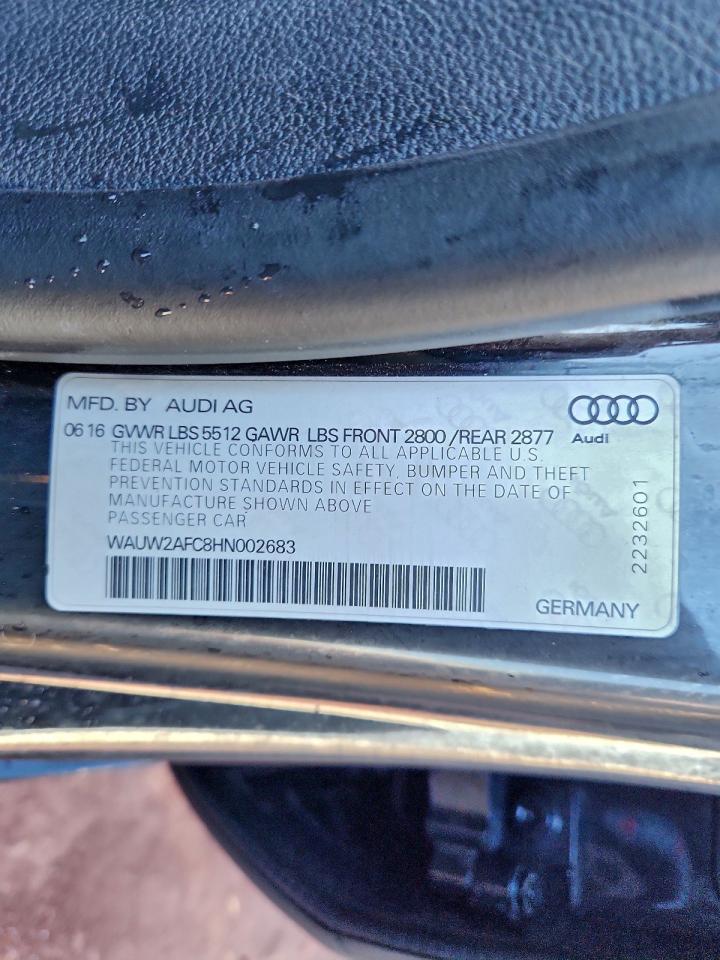 MFD. BY AUDI AG
06 16 GVWR LBS 5512 GAWR LBS FRONT 2800 / REAR 2877
Audi
THIS VEHICLE CONFORMS TO ALL APPLICABLE U.S.
FEDERAL MOTOR VEHICLE SAFETY, BUMPER AND THEFT
PREVENTION STANDARDS IN EFFECT ON THE DATE OF
MANUFACTURE SHOWN ABOVE
PASSENGER CAR
WAUW2AFC8HN002683
2232601
GERMANY